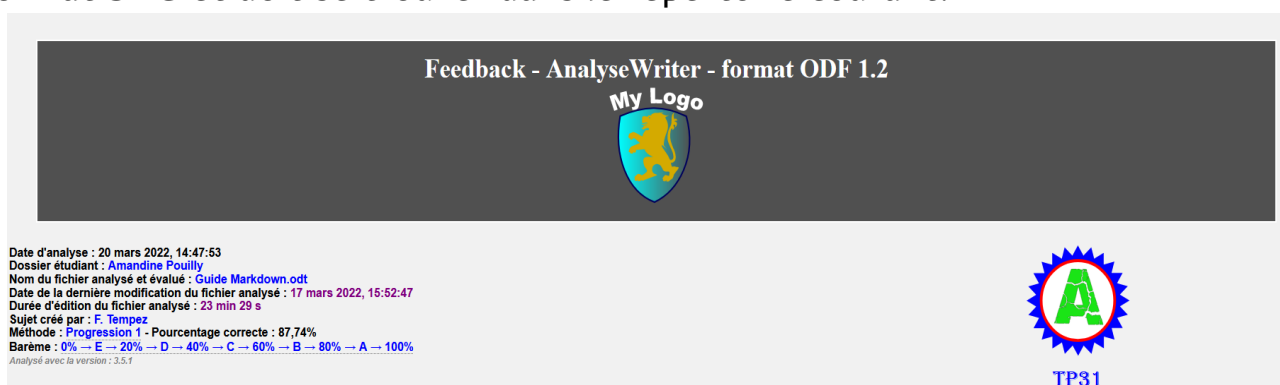 Feedback - AnalyseWriter - format ODF 1.2
My Logo
Date d'analyse : 20 mars 2022, 14:47:53
Dossier étudiant : Amandine Pouilly
Nom du fichier analysé et évalué : Guide Markdown.odt
Date de la dernière modification du fichier analysé : 17 mars 2022, 15:52:47
Durée d'édition du fichier analysé : 23 min 29 s
Sujet créé par : F. Tempez
Méthode : Progression 1 - Pourcentage correcte : 87,74%
Barème : 0% → E → 20% → D → 40% → C → 60% → B → 80% → A → 100%
Analysé avec la version : 3.5.1
A
TP31